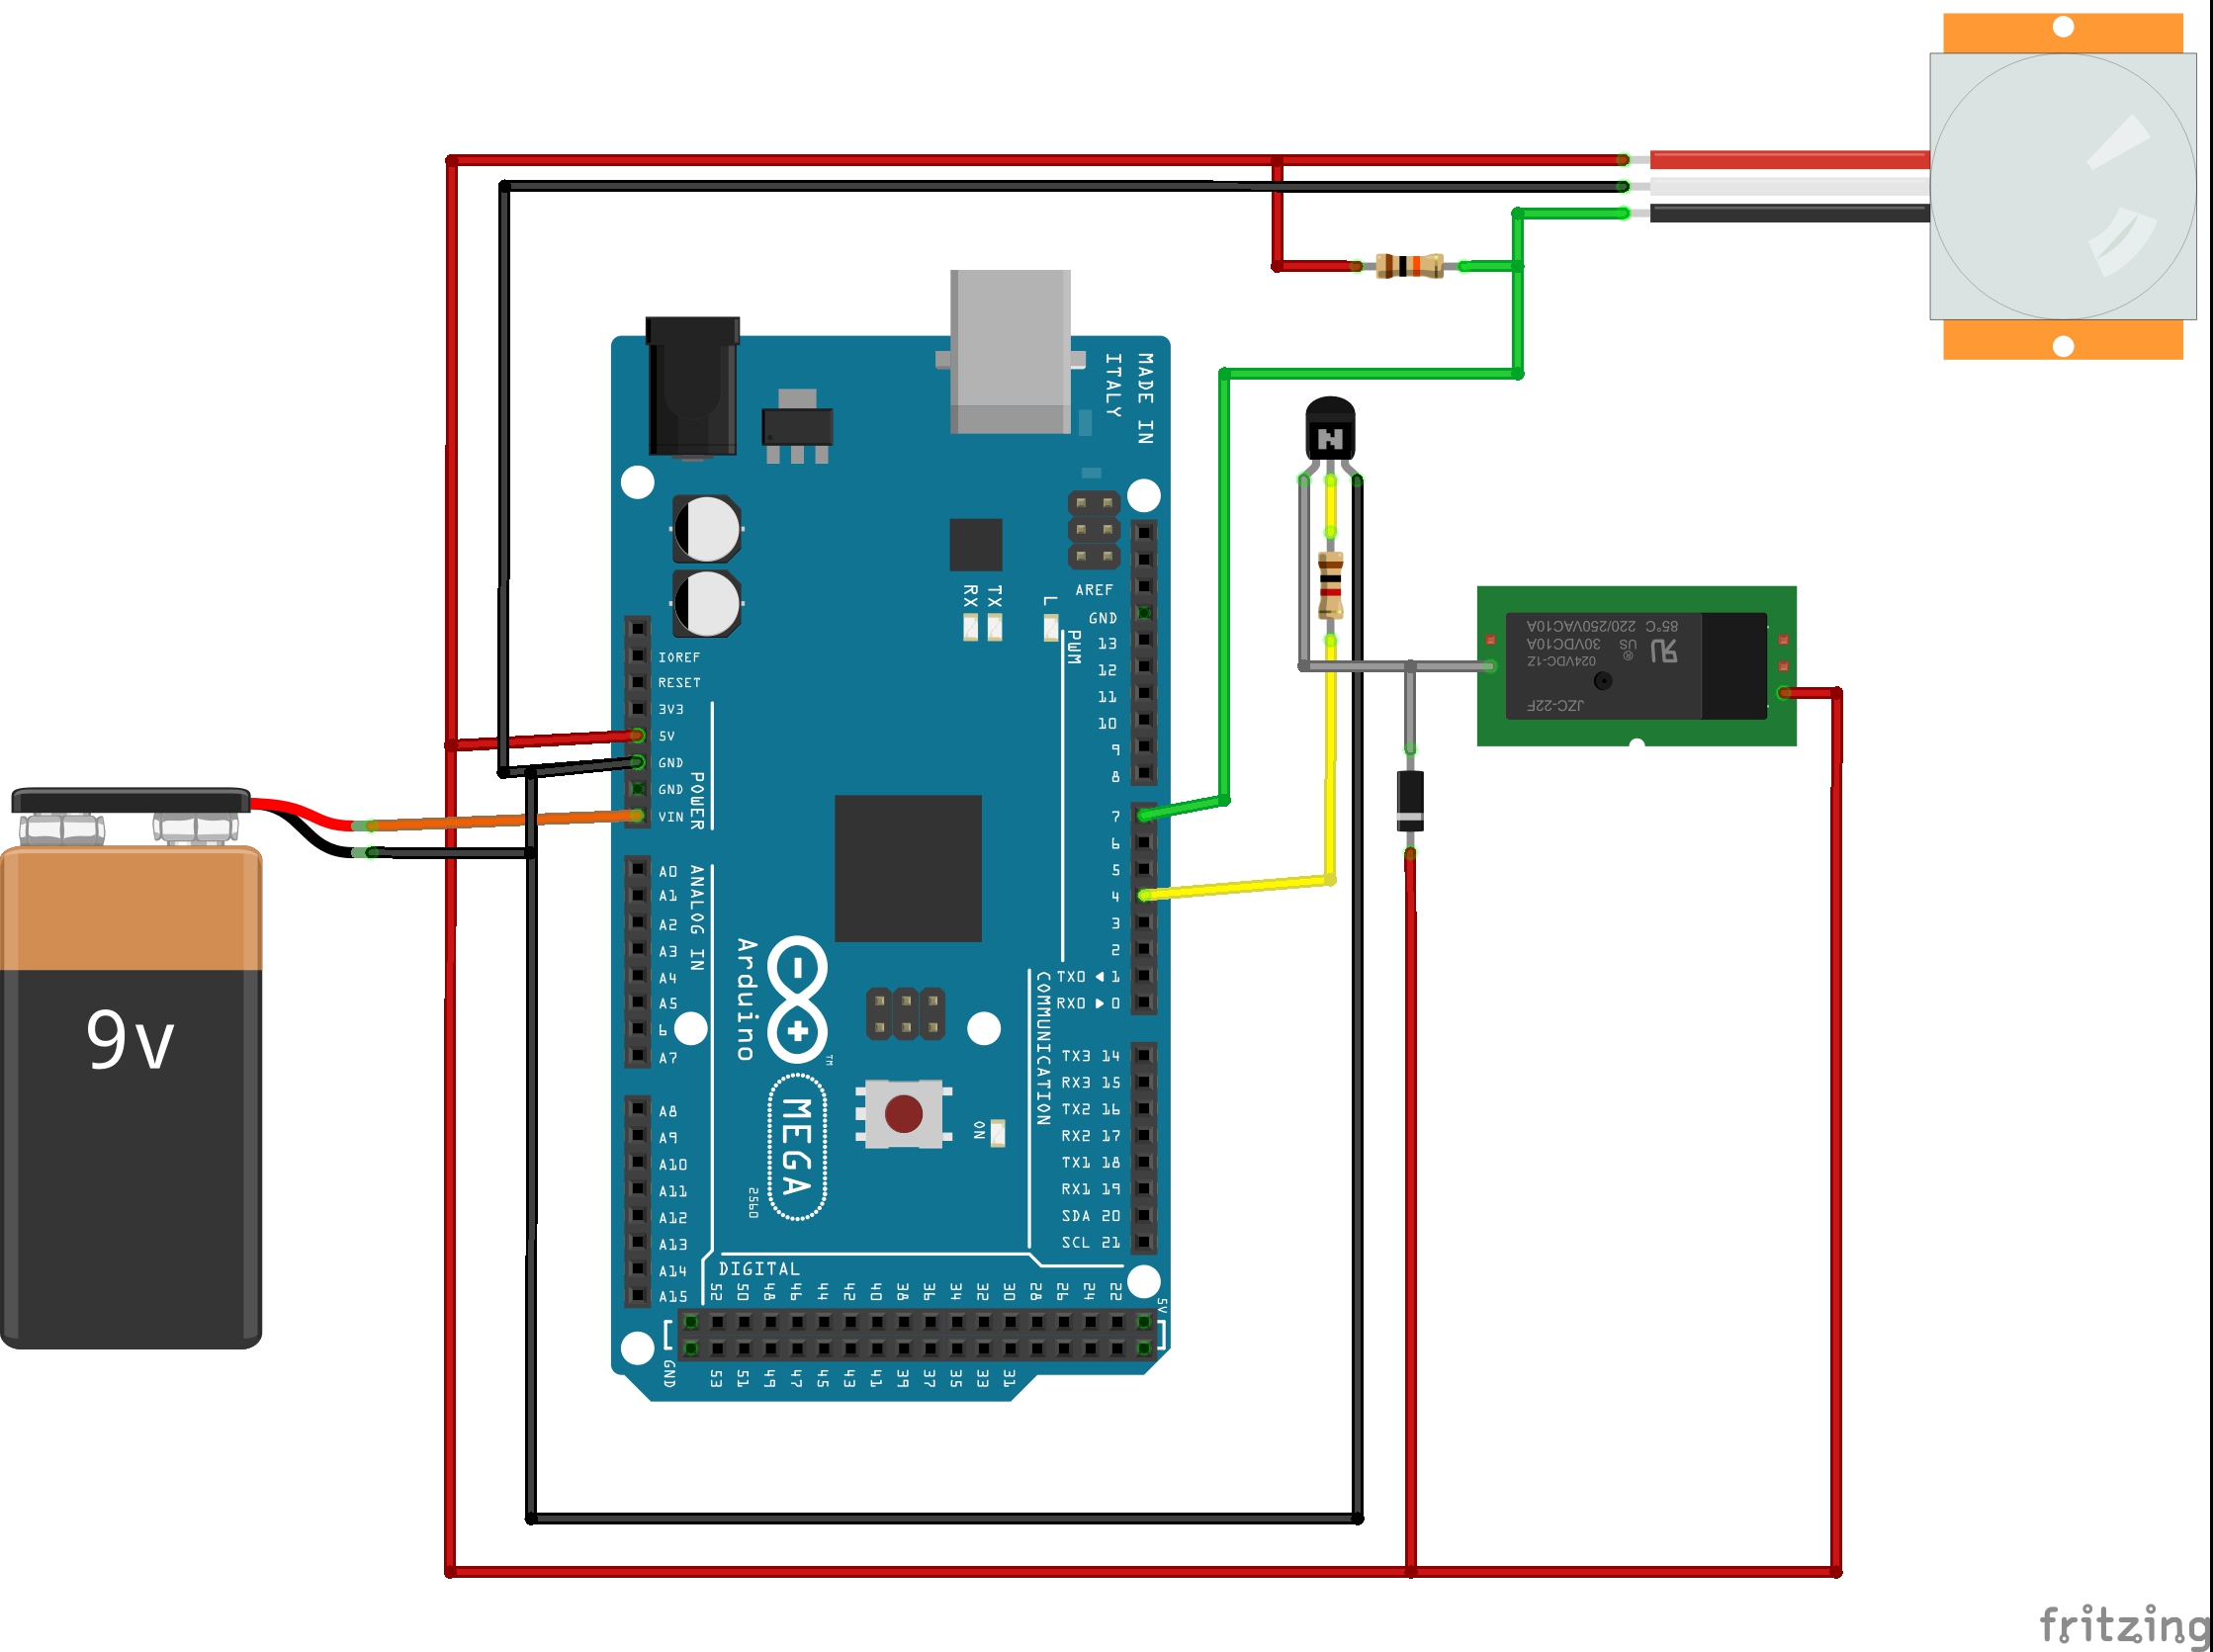 MADE IN
ITALY
RX
TX
L
PWM
AREF
GND
13
12
11
10
9
8
7
6
5
4
3
2
TX0 ◄ 1
RX0 ► 0
IOREF
RESET
3V3
5V
GND
GND
VIN
POWER
A0
A1
A2
A3
A4
A5
6
A7
ANALOG IN
A8
A9
A10
A11
A12
A13
A14
A15
Arduino
TM
MEGA
2560
ON
COMMUNICATION
TX3 14
RX3 15
TX2 16
RX2 17
TX1 18
RX1 19
SDA 20
SCL 21
DIGITAL
52 50 48 46 44 42 40 38 36 34 32 30 28 26 24 22
5V
GND
53 51 49 47 45 43 41 39 37 35 33 31
N
85°C 220/250VAC10A
US 30VDC10A
®
024VDC-1Z
JZC-22F
9v
fritzing